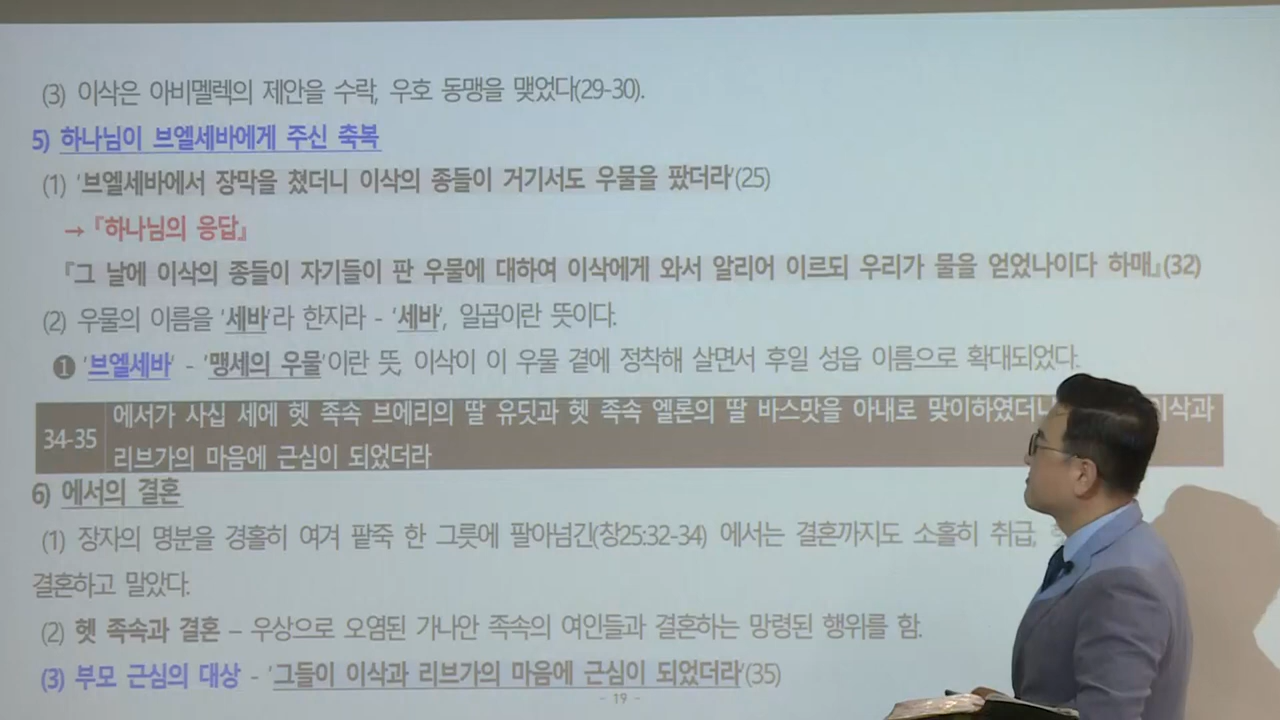 (3) 이삭은 아비멜렉의 제안을 수락, 우호 동맹을 맺었다(29-30).
5) 하나님이 브엘세바에게 주신 축복
(1) '브엘세바에서 장막을 쳤더니 이삭의 종들이 거기서도 우물을 팠더라'(25)
→『하나님의 응답』
『그 날에 이삭의 종들이 자기들이 판 우물에 대하여 이삭에게 와서 알리어 이르되 우리가 물을 얻었나이다 하매』(32)
(2) 우물의 이름을 '세바'라 한지라 - '세바', 일곱이란 뜻이다.
❶ '브엘세바' - '맹세의 우물'이란 뜻, 이삭이 이 우물 곁에 정착해 살면서 후일 성읍 이름으로 확대되었다.
34-35 에서가 사십 세에 헷 족속 브에리의 딸 유딧과 헷 족속 엘론의 딸 바스맛을 아내로 맞이하였더니 이삭과
리브가의 마음에 근심이 되었더라
6) 에서의 결혼
(1) 장자의 명분을 경홀히 여겨 팥죽 한 그릇에 팔아넘긴(창25:32-34) 에서는 결혼까지도 소홀히 취급,
결혼하고 말았다.
(2) 헷 족속과 결혼 – 우상으로 오염된 가나안 족속의 여인들과 결혼하는 망령된 행위를 함.
(3) 부모 근심의 대상 - '그들이 이삭과 리브가의 마음에 근심이 되었더라'(35)
- 19 -